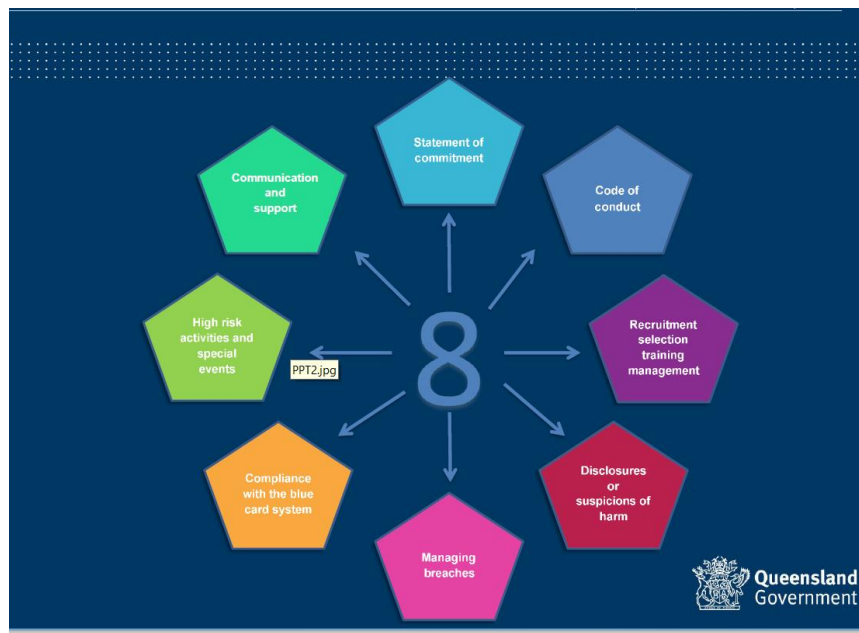 Statement of
commitment
Code of
conduct
Recruitment
selection
training
management
Disclosures
or
suspicions of
harm
Managing
breaches
Compliance
with the blue
card system
High risk
activities and
special
events
Communication
and
support
8
PPT2.jpg
Queensland
Government